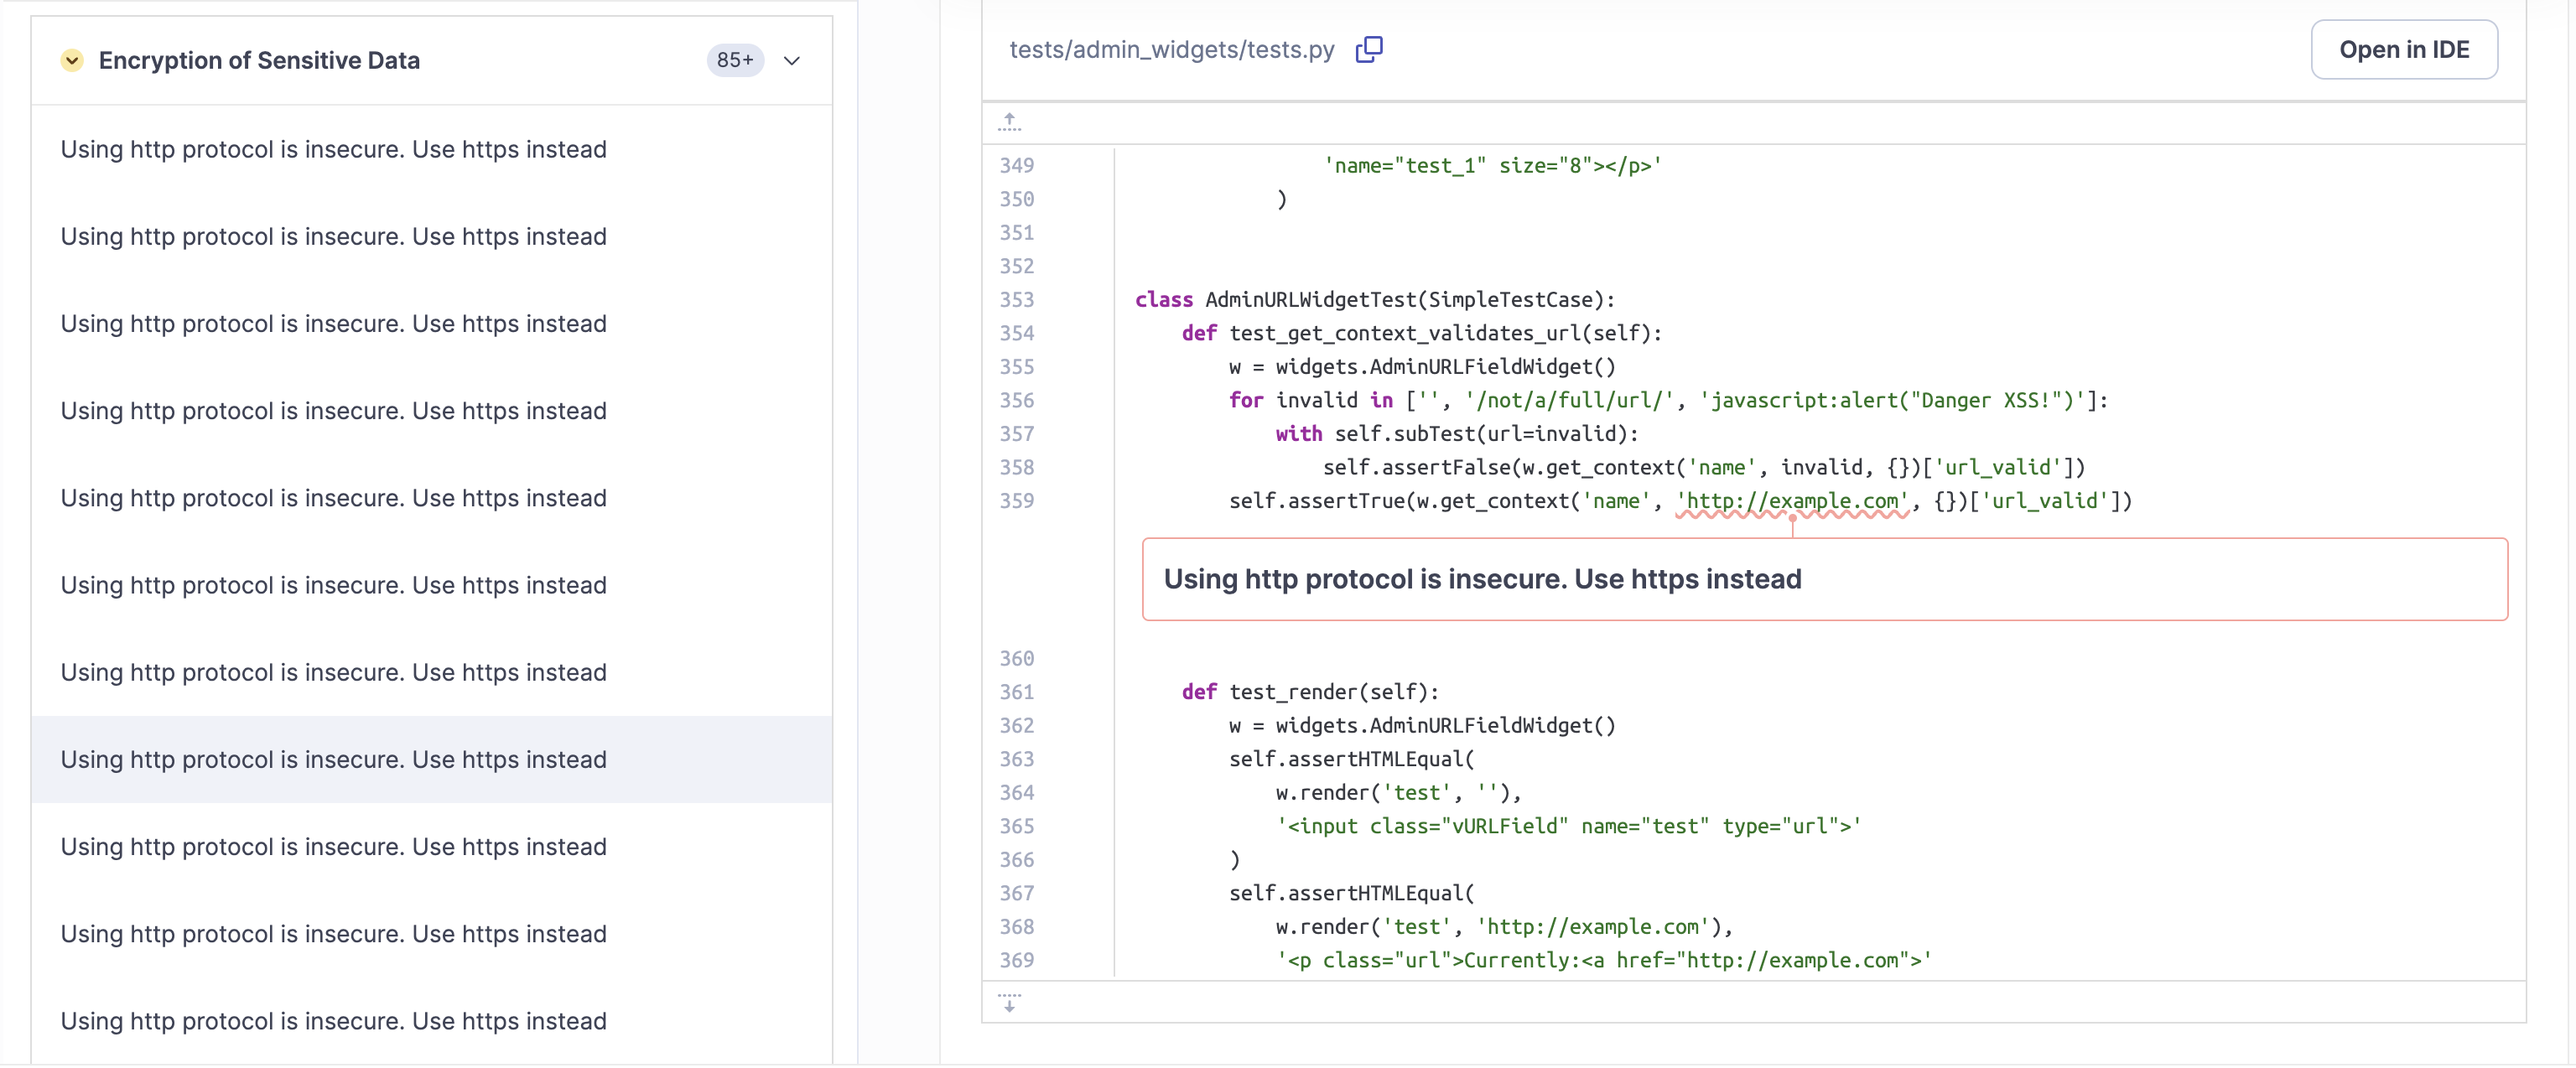 Encryption of Sensitive Data 85+
Using http protocol is insecure. Use https instead
Using http protocol is insecure. Use https instead
Using http protocol is insecure. Use https instead
Using http protocol is insecure. Use https instead
Using http protocol is insecure. Use https instead
Using http protocol is insecure. Use https instead
Using http protocol is insecure. Use https instead
Using http protocol is insecure. Use https instead
Using http protocol is insecure. Use https instead
Using http protocol is insecure. Use https instead
Using http protocol is insecure. Use https instead
tests/admin_widgets/tests.py Open in IDE
349                 'name="test_1" size="8"></p>'
350             )
351
352
353 class AdminURLWidgetTest(SimpleTestCase):
354     def test_get_context_validates_url(self):
355         w = widgets.AdminURLFieldWidget()
356         for invalid in ['', '/not/a/full/url/', 'javascript:alert("Danger XSS!")']:
357             with self.subTest(url=invalid):
358                 self.assertFalse(w.get_context('name', invalid, {})['url_valid'])
359         self.assertTrue(w.get_context('name', 'http://example.com', {})['url_valid'])
Using http protocol is insecure. Use https instead
360
361     def test_render(self):
362         w = widgets.AdminURLFieldWidget()
363         self.assertHTMLEqual(
364             w.render('test', ''),
365             '<input class="vURLField" name="test" type="url">'
366         )
367         self.assertHTMLEqual(
368             w.render('test', 'http://example.com'),
369             '<p class="url">Currently:<a href="http://example.com">'